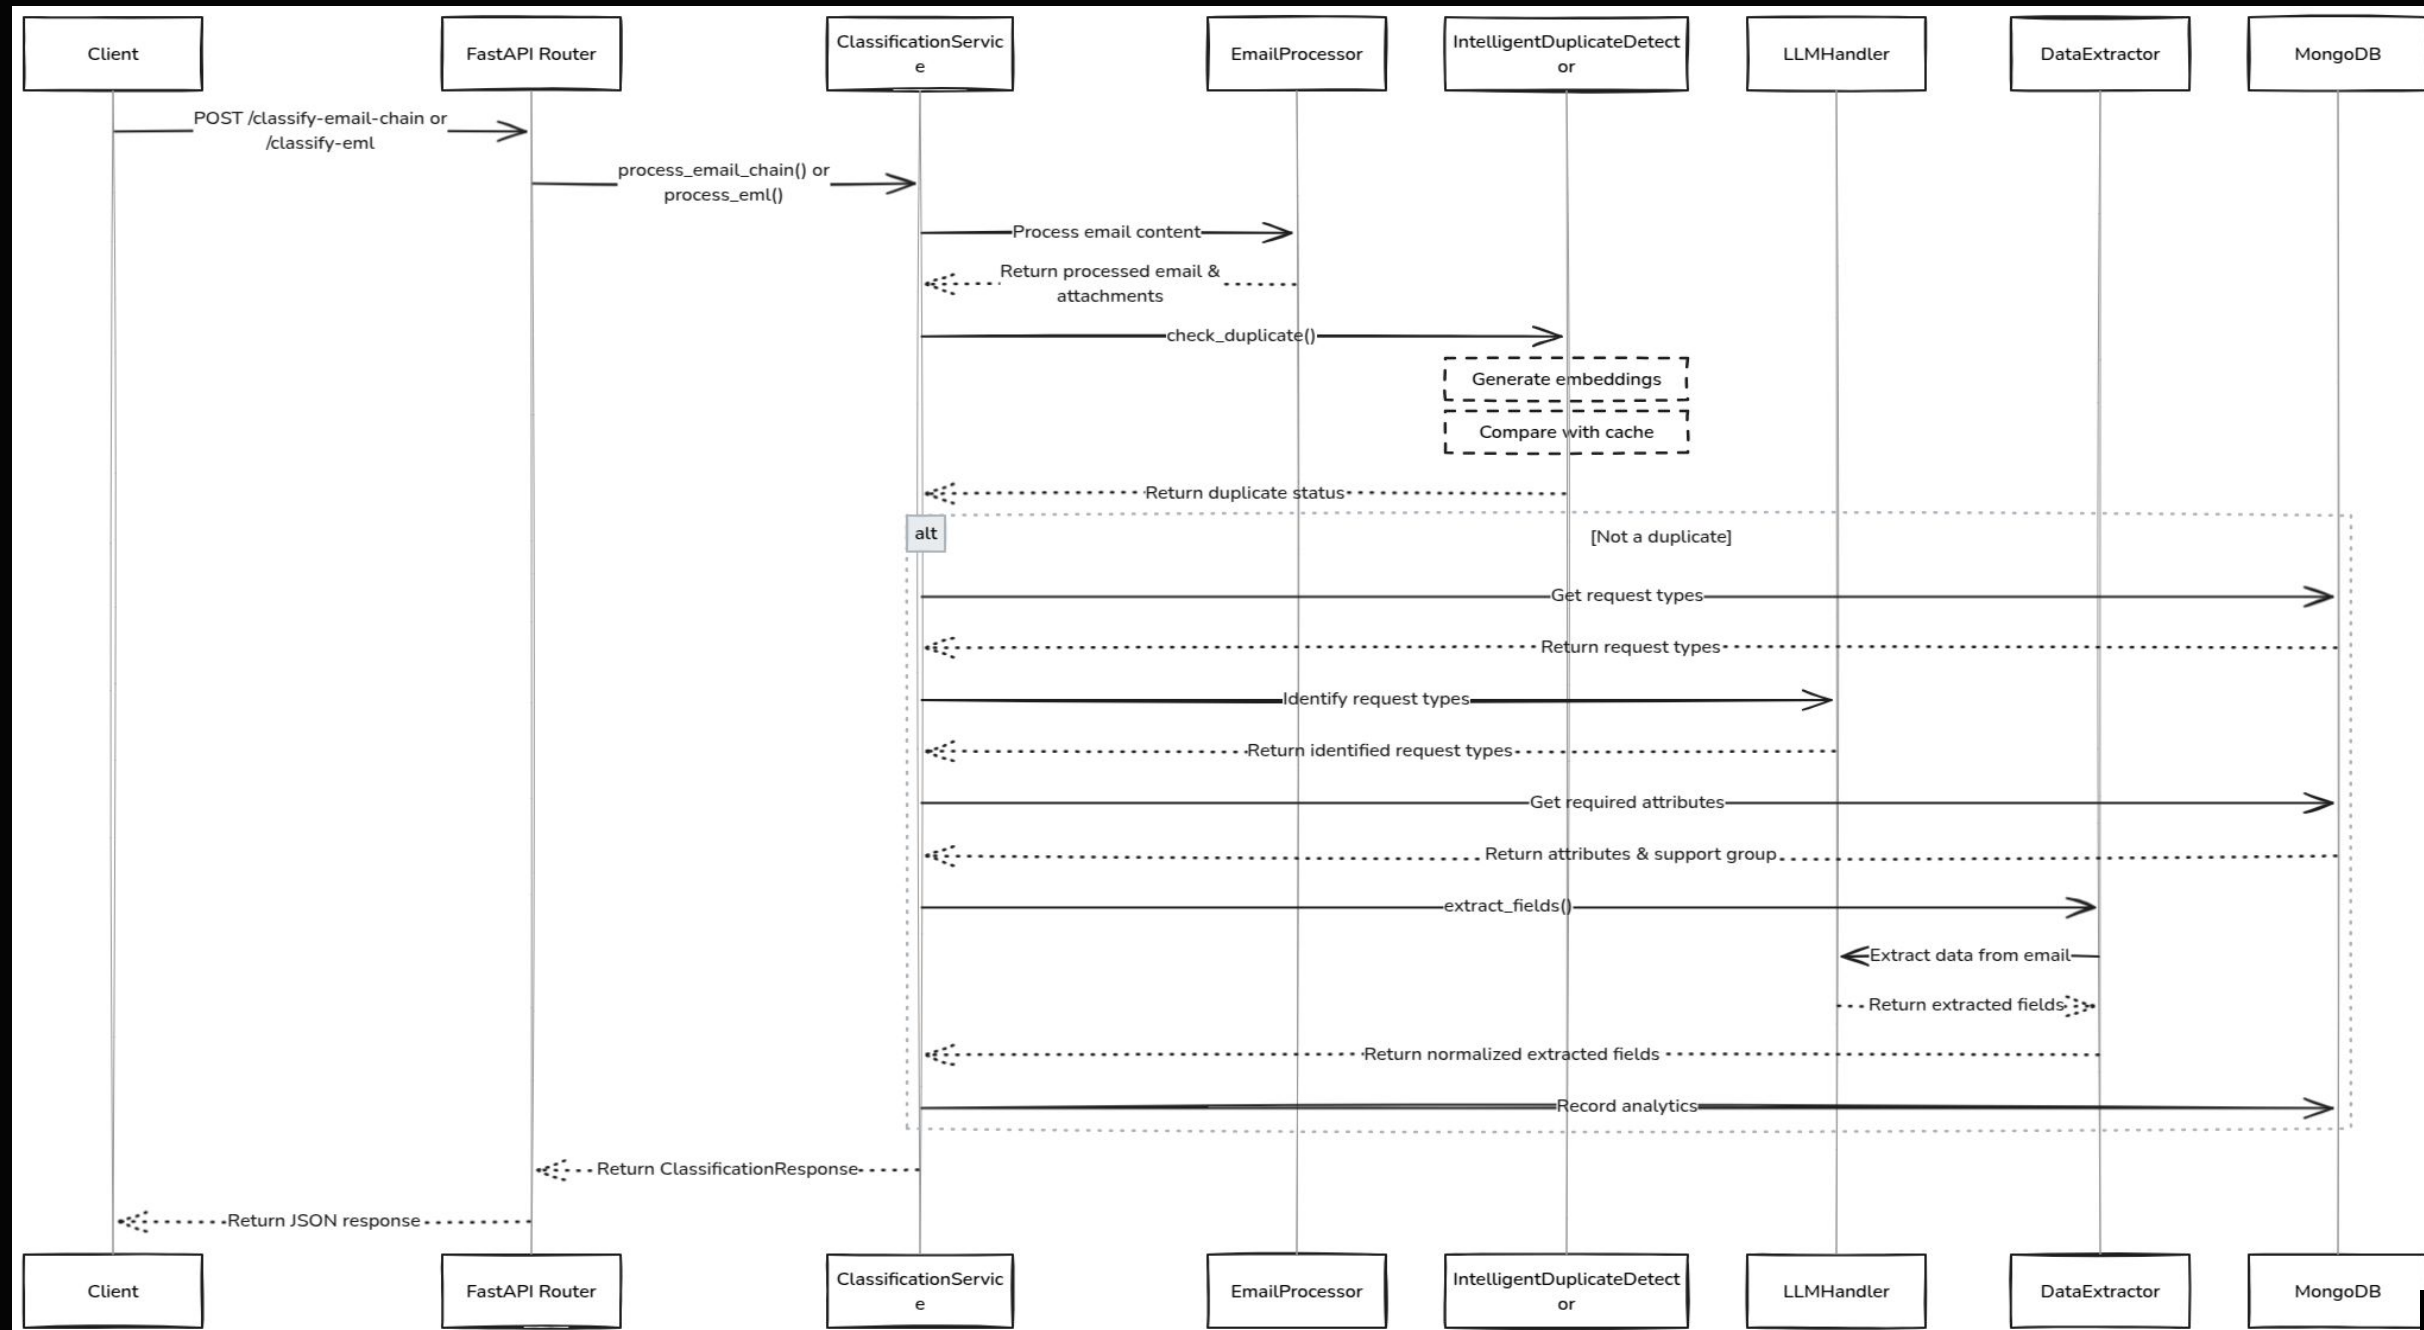 Client
FastAPI Router
ClassificationServic
e
EmailProcessor
IntelligentDuplicateDetect
or
LLMHandler
DataExtractor
MongoDB
POST /classify-email-chain or
/classify-eml
process_email_chain() or
process_eml()
Process email content
Return processed email &
attachments
check_duplicate()
Generate embeddings
Compare with cache
Return duplicate status
alt
[Not a duplicate]
Get request types
Return request types
Identify request types
Return identified request types
Get required attributes
Return attributes & support group
extract_fields()
Extract data from email
Return extracted fields
Return normalized extracted fields
Record analytics
Return ClassificationResponse
Return JSON response
Client
FastAPI Router
ClassificationServic
e
EmailProcessor
IntelligentDuplicateDetect
or
LLMHandler
DataExtractor
MongoDB